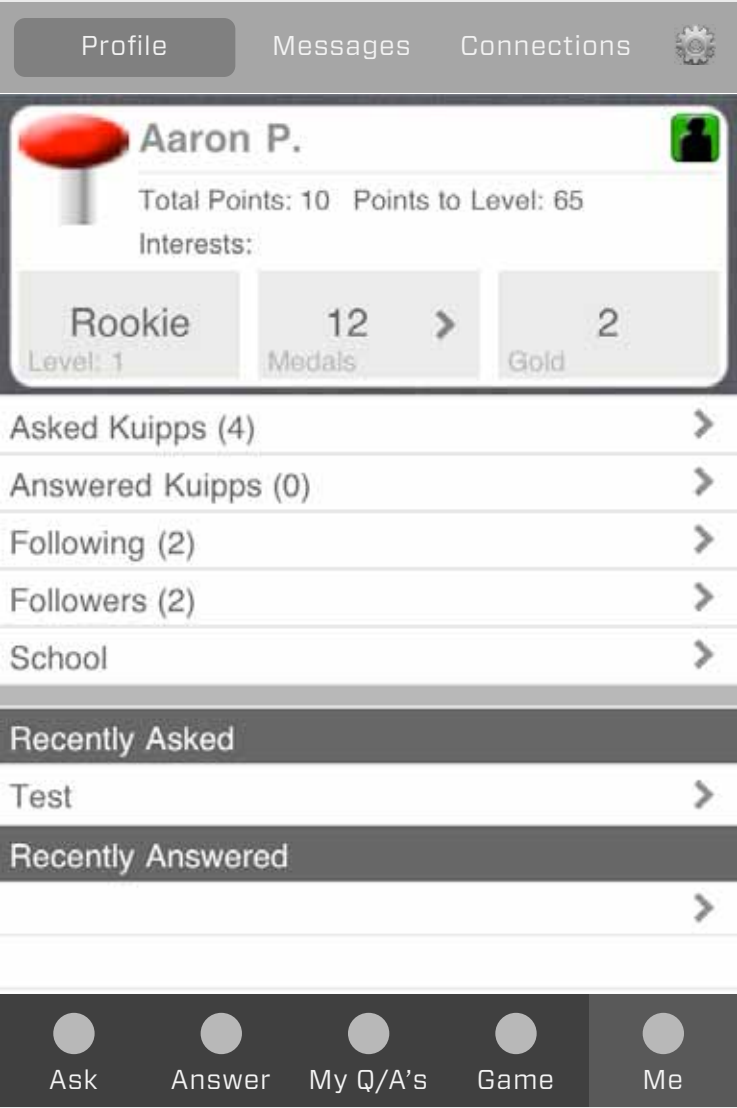 Profile Messages Connections
Aaron P.
Total Points: 10 Points to Level: 65
Interests:
Rookie 12 2
Level: 1 Medals Gold
Asked Kuipps (4)
Answered Kuipps (0)
Following (2)
Followers (2)
School
Recently Asked
Test
Recently Answered
Ask Answer My Q/A's Game Me